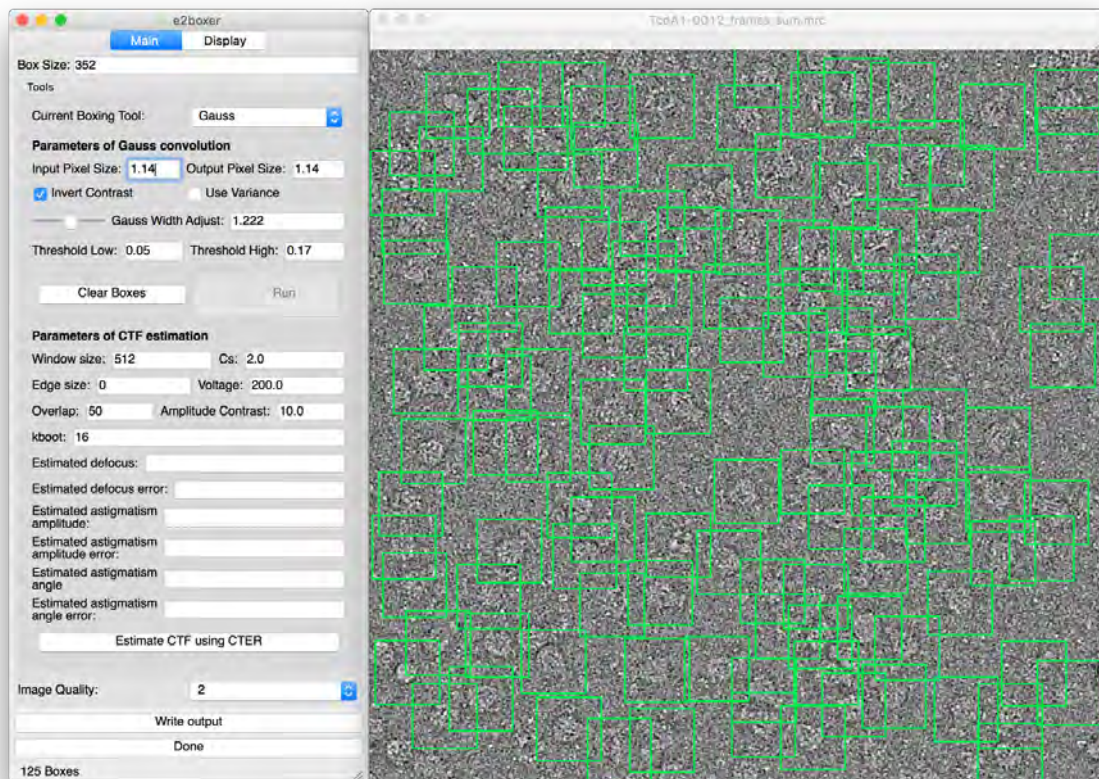 e2boxer
Main Display
Box Size: 352
Tools
Current Boxing Tool: Gauss
Parameters of Gauss convolution
Input Pixel Size: 1.14 Output Pixel Size: 1.14
Invert Contrast Use Variance
Gauss Width Adjust: 1.222
Threshold Low: 0.05 Threshold High: 0.17
Clear Boxes Run
Parameters of CTF estimation
Window size: 512 Cs: 2.0
Edge size: 0 Voltage: 200.0
Overlap: 50 Amplitude Contrast: 10.0
kboot: 16
Estimated defocus:
Estimated defocus error:
Estimated astigmatism
amplitude:
Estimated astigmatism
amplitude error:
Estimated astigmatism
angle
Estimated astigmatism
angle error:
Estimate CTF using CTER
Image Quality: 2
Write output
Done
125 Boxes
TcdA1-0012_frames_sum.mrc